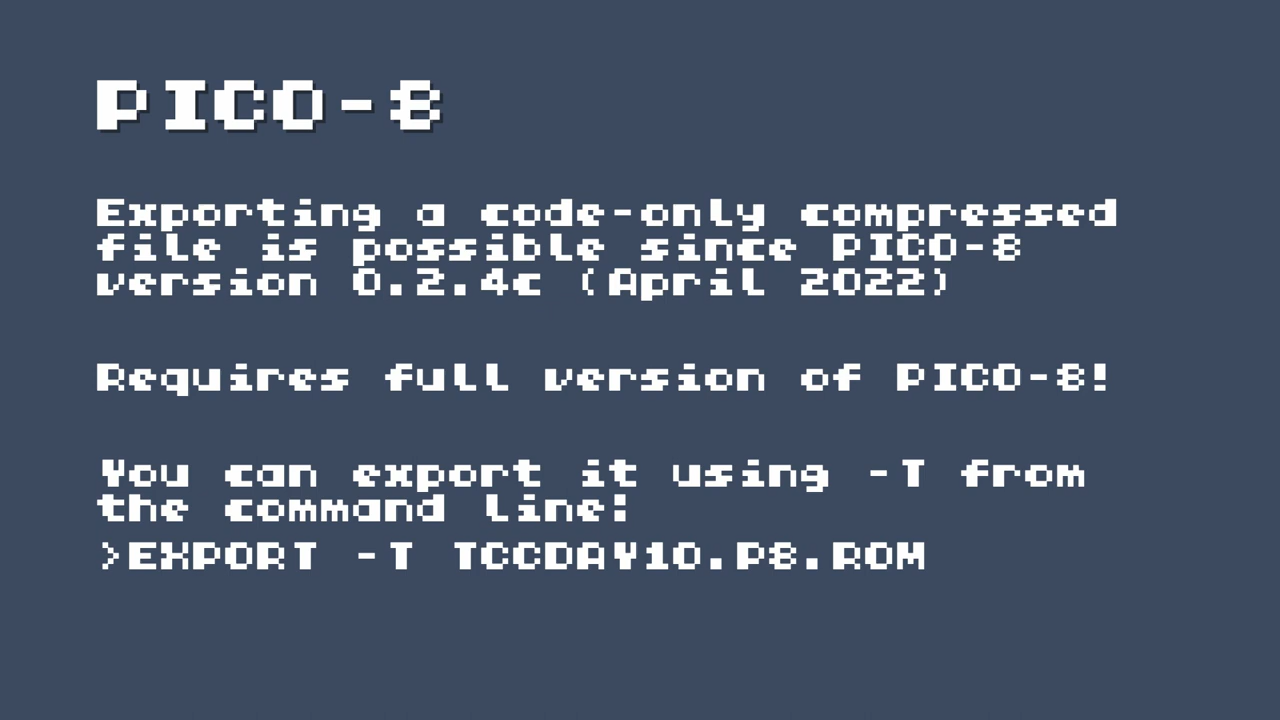 PICO-8
Exporting a code-only compressed
file is possible since PICO-8
version 0.2.4c (April 2022)
Requires full version of PICO-8!
You can export it using -T from
the command line:
>EXPORT -T TCCDAY10.P8.ROM